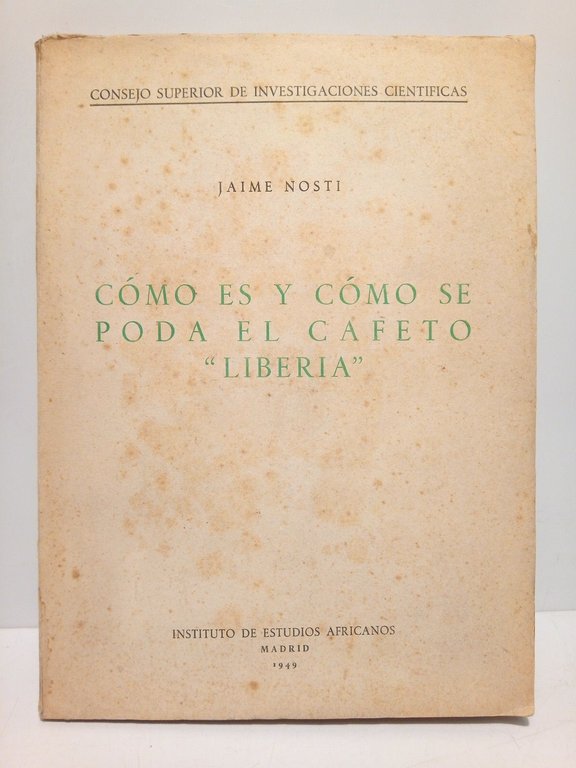 CONSEJO SUPERIOR DE INVESTIGACIONES CIENTIFICAS
JAIME NOSTI
CÓMO ES Y CÓMO SE
PODA EL CAFETO
“LIBERIA”
INSTITUTO DE ESTUDIOS AFRICANOS
MADRID
1949